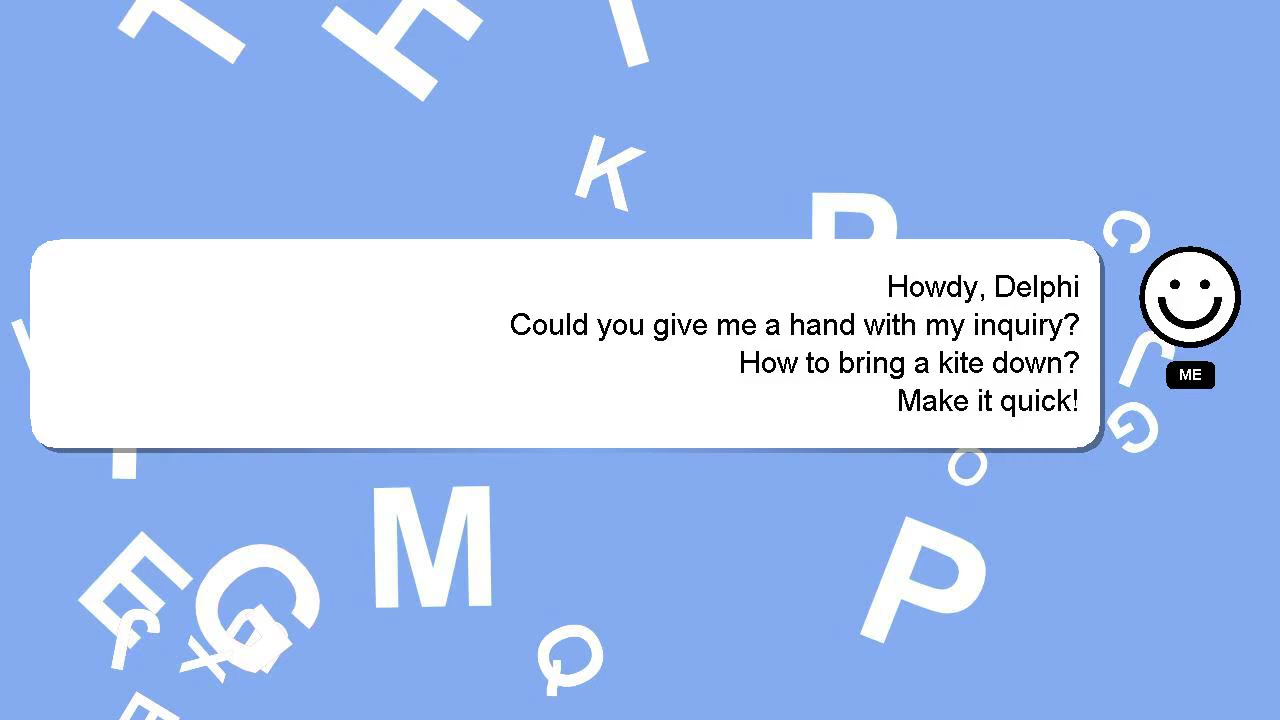 Howdy, Delphi
Could you give me a hand with my inquiry?
How to bring a kite down?
Make it quick!
ME
K
P
C
J
G
O
M
P
E
G
J
X
Q
E
H